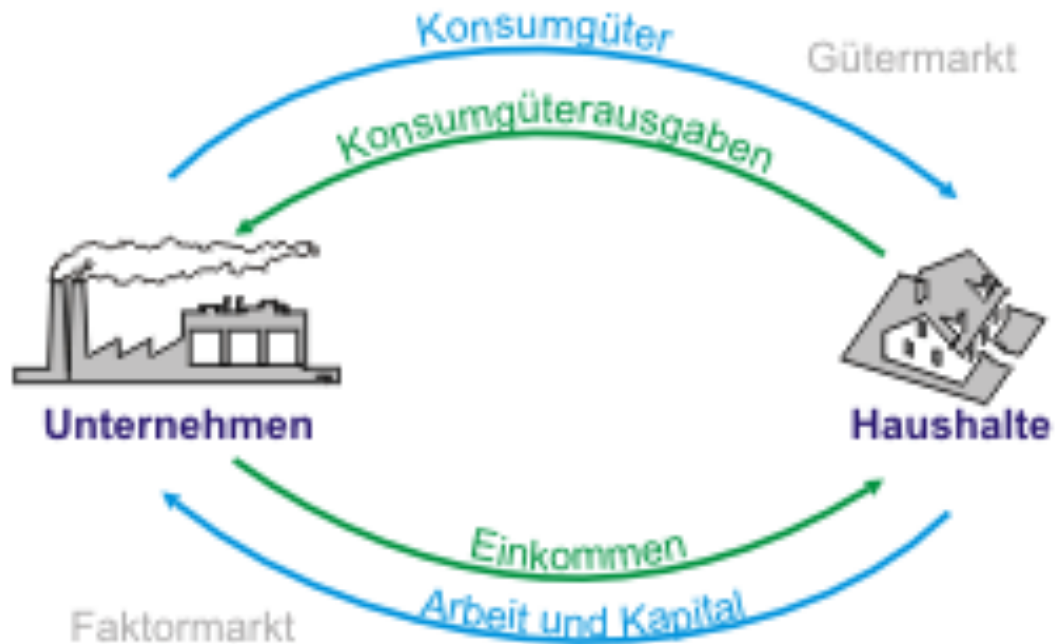 Konsumgüter
Gütermarkt
Konsumgüterausgaben
Unternehmen
Haushalte
Einkommen
Arbeit und Kapital
Faktormarkt